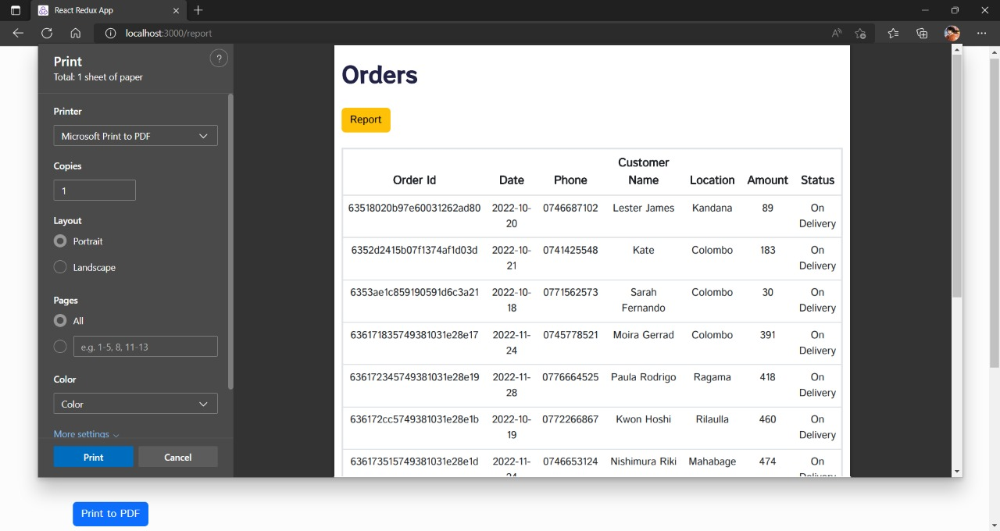 React Redux App
localhost:3000/report
Print
Total: 1 sheet of paper
?
Printer
Microsoft Print to PDF
Copies
1
Layout
Portrait
Landscape
Pages
All
e.g. 1-5, 8, 11-13
Color
Color
More settings
Print Cancel
Orders
Report
Customer
Order Id Date Phone Name Location Amount Status
63518020b97e60031262ad80 2022-10- 0746687102 Lester James Kandana 89 On
20 Delivery
6352d2415b07f1374af1d03d 2022-10- 0741425548 Kate Colombo 183 On
21 Delivery
6353ae1c859190591d6c3a21 2022-10- 0771562573 Sarah Colombo 30 On
18 Fernando Delivery
636171835749381031e28e17 2022-11- 0745778521 Moira Gerrad Colombo 391 On
24 Delivery
636172345749381031e28e19 2022-11- 0776664525 Paula Rodrigo Ragama 418 On
28 Delivery
636172cc5749381031e28e1b 2022-10- 0772266867 Kwon Hoshi Rilaulla 460 On
19 Delivery
636173515749381031e28e1d 2022-11- 0746653124 Nishimura Riki Mahabage 474 On
24 Delivery
Print to PDF